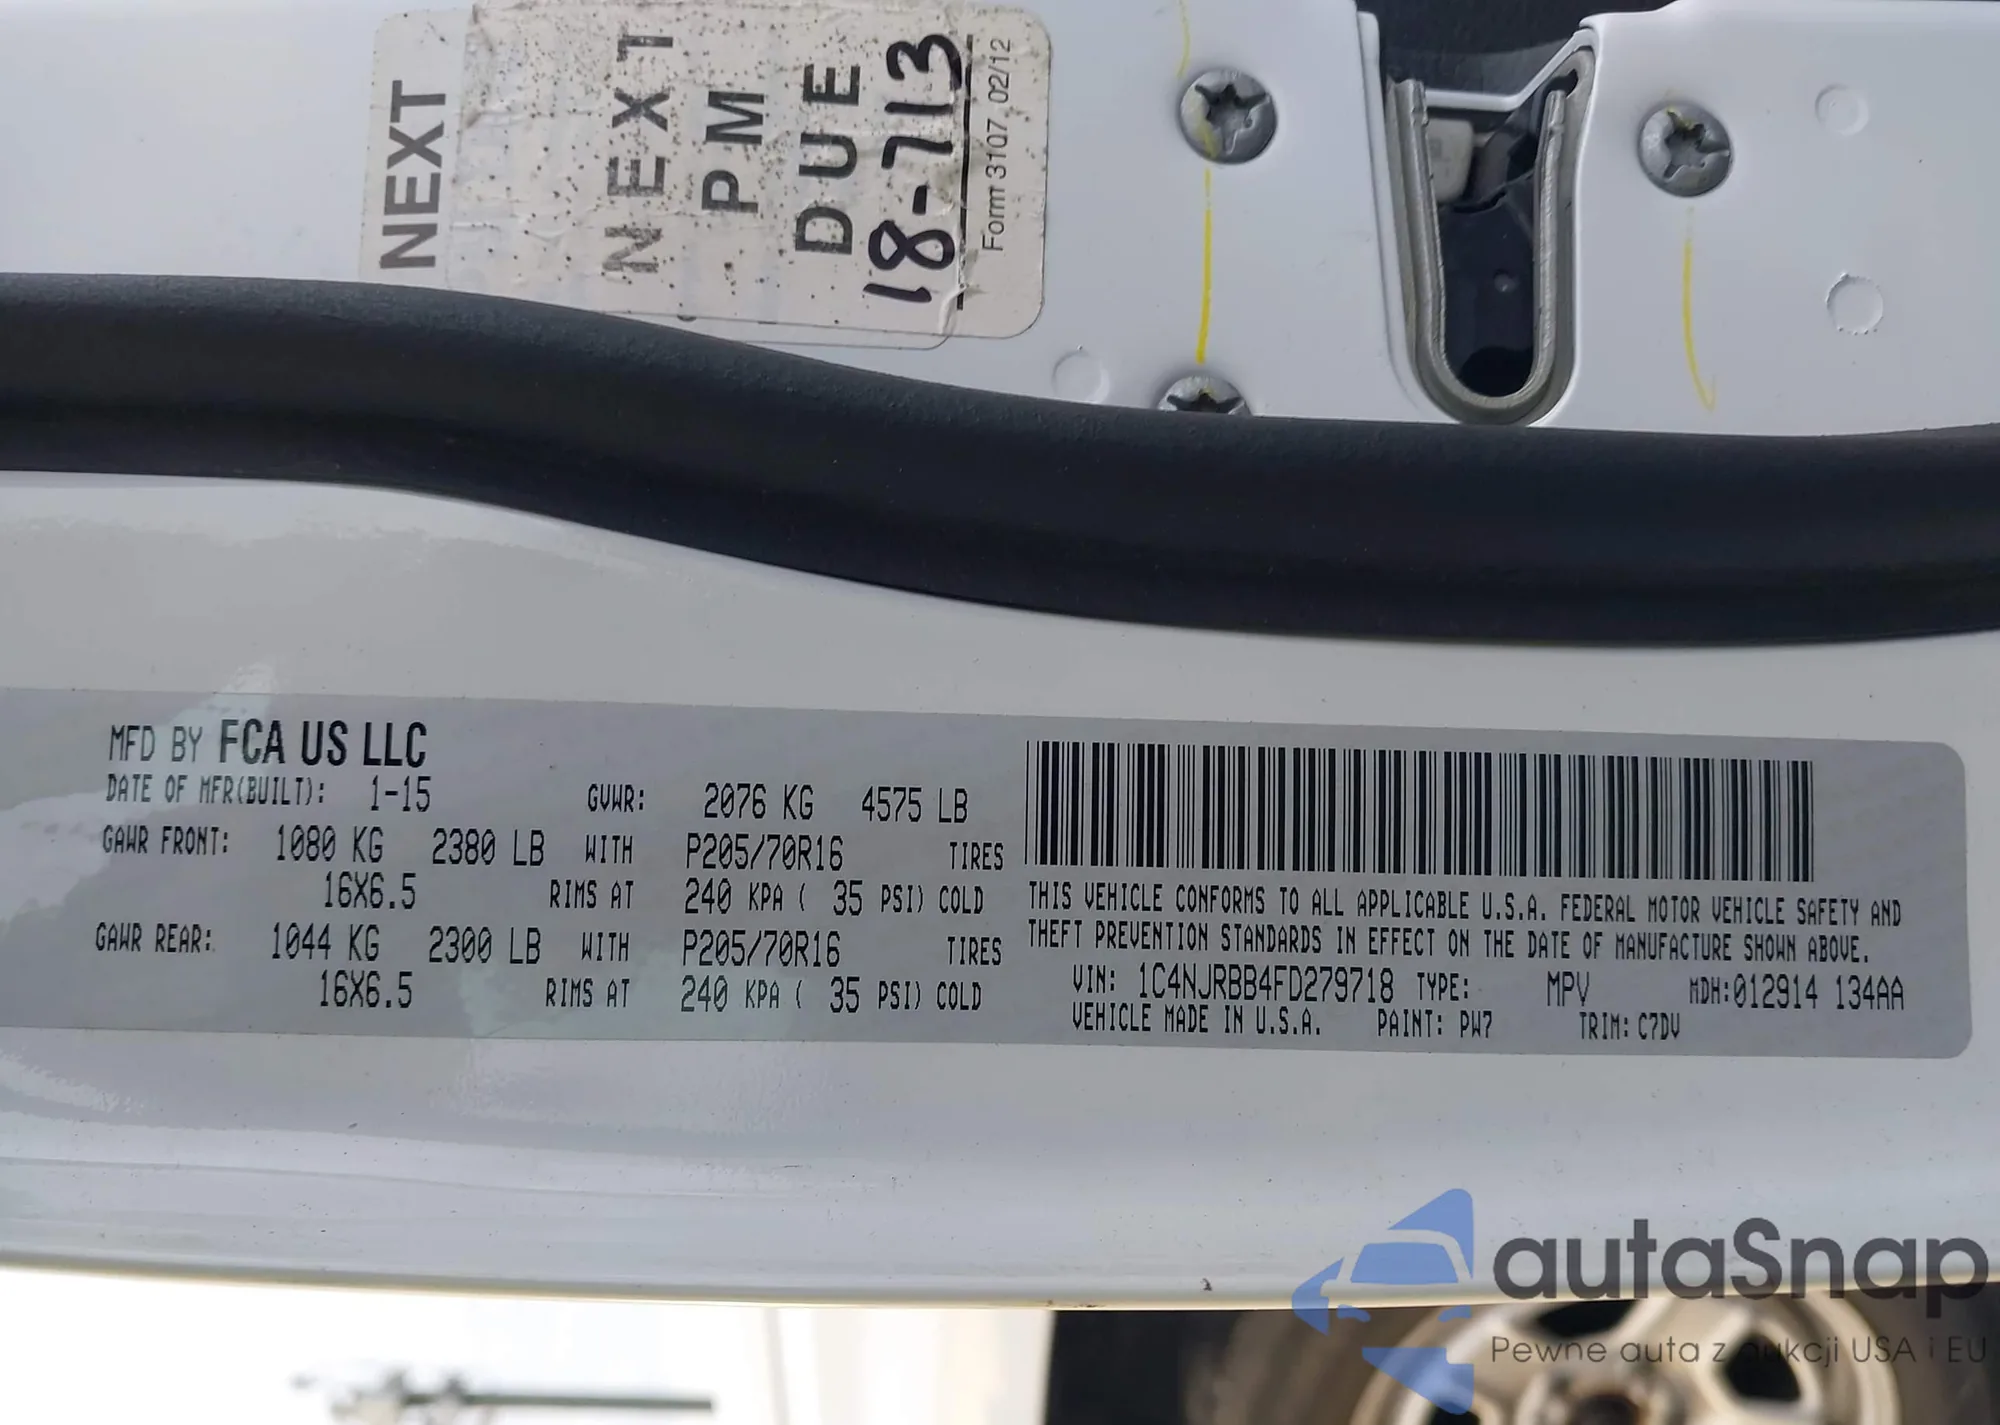 NEXT
NEXT
PM
DUE
18-713
Form 3107 02/12
MFD BY FCA US LLC
DATE OF MFR(BUILT): 1-15 GVWR: 2076 KG 4575 LB
GAWR FRONT: 1080 KG 2380 LB WITH P205/70R16 TIRES
16X6.5 RIMS AT 240 KPA ( 35 PSI) COLD
GAWR REAR: 1044 KG 2300 LB WITH P205/70R16 TIRES
16X6.5 RIMS AT 240 KPA ( 35 PSI) COLD
THIS VEHICLE CONFORMS TO ALL APPLICABLE U.S.A. FEDERAL MOTOR VEHICLE SAFETY AND
THEFT PREVENTION STANDARDS IN EFFECT ON THE DATE OF MANUFACTURE SHOWN ABOVE.
VIN: 1C4NJRBB4FD279718 TYPE: MPV MDH:012914 134AA
VEHICLE MADE IN U.S.A. PAINT: PW7 TRIM: C7DV
autaSnap
Pewne auta z aukcji USA i EU